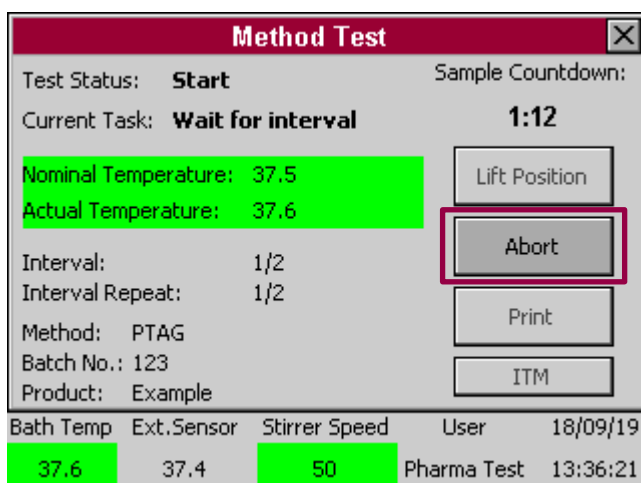 Method Test
Test Status: Start
Sample Countdown:
Current Task: Wait for interval
1:12
Nominal Temperature: 37.5
Lift Position
Actual Temperature: 37.6
Abort
Interval: 1/2
Interval Repeat: 1/2
Print
Method: PTAG
Batch No.: 123
ITM
Product: Example
Bath Temp Ext.Sensor Stirrer Speed User 18/09/19
37.6 37.4 50 Pharma Test 13:36:21